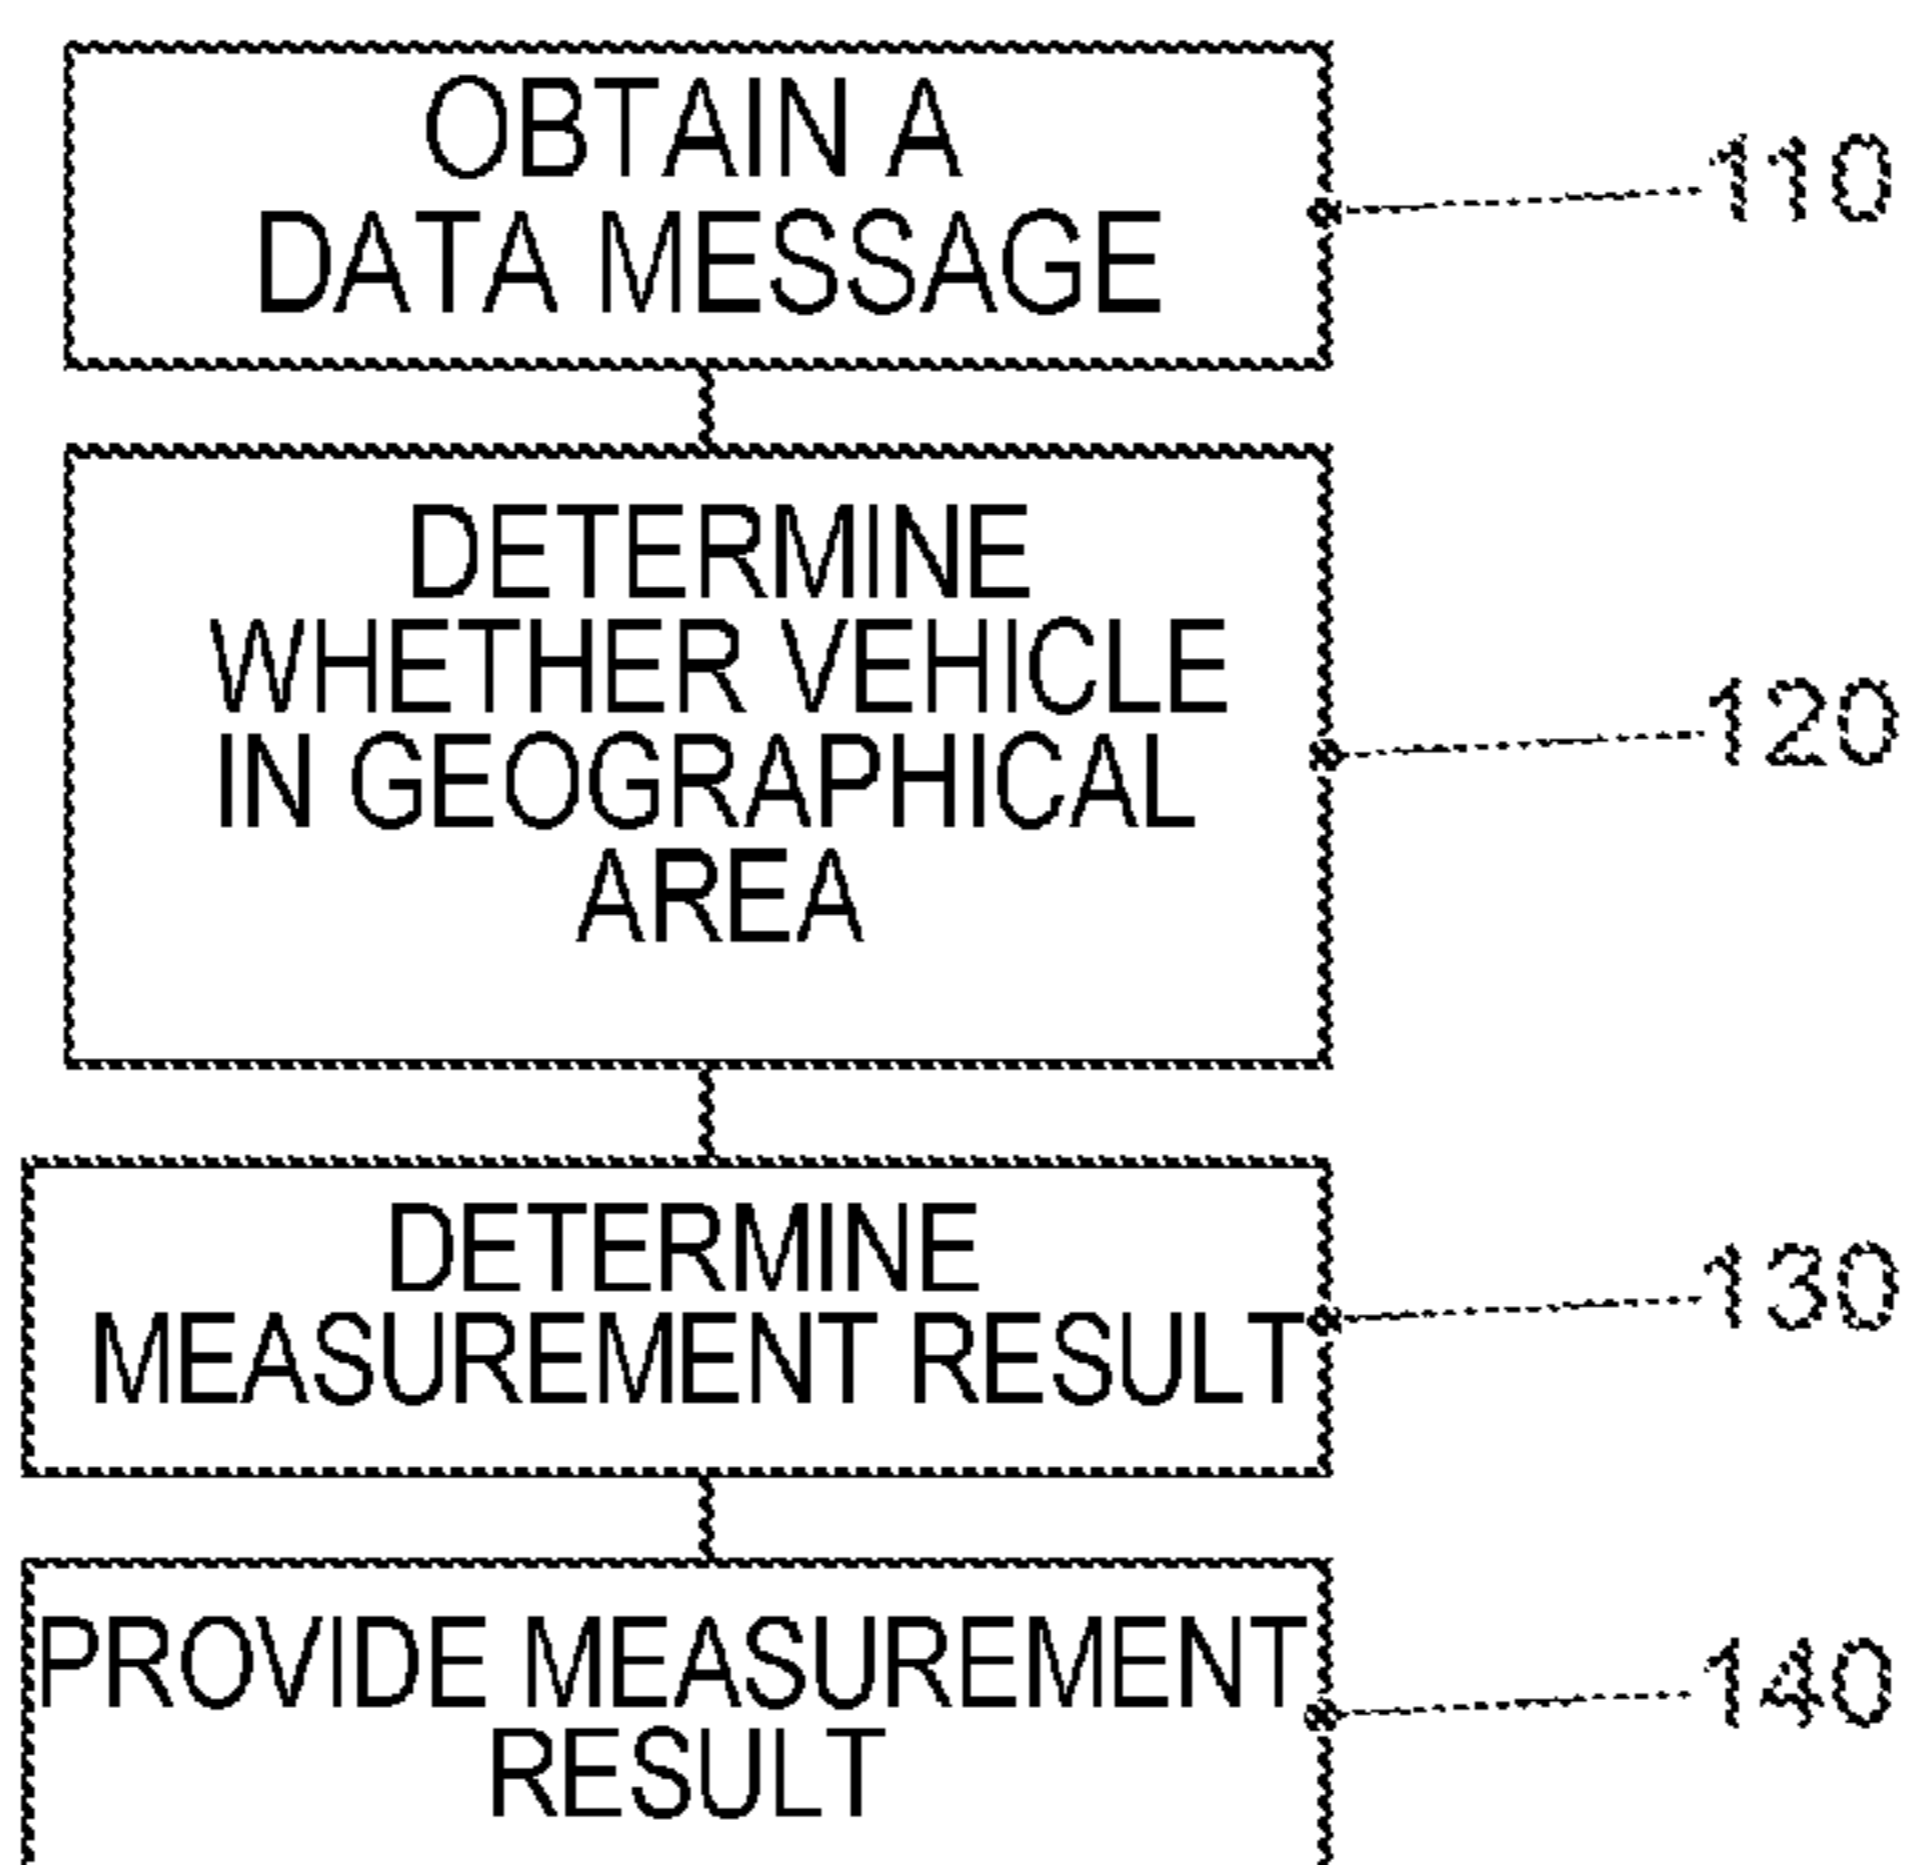 OBTAIN A
DATA MESSAGE
110
DETERMINE
WHETHER VEHICLE
IN GEOGRAPHICAL
AREA
120
DETERMINE
MEASUREMENT RESULT
130
PROVIDE MEASUREMENT
RESULT
140